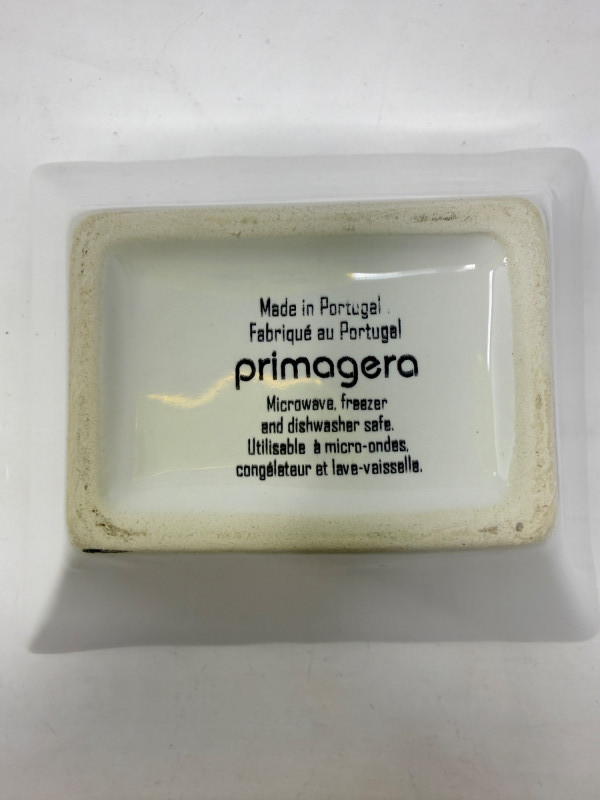 Made in Portugal.
Fabriqué au Portugal
primagera
Microwave, freezer
and dishwasher safe.
Utilisable à micro-ondes,
congélateur et lave-vaisselle.